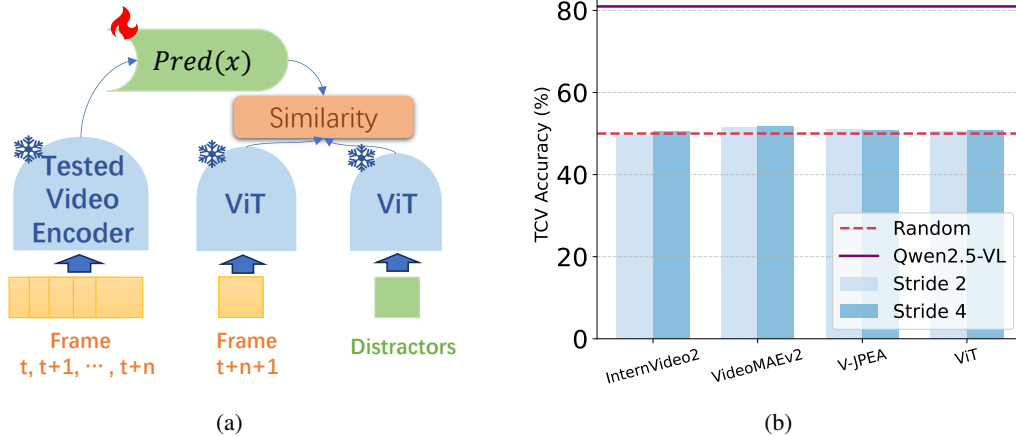 Pred(x)
Similarity
Tested
Video
Encoder
ViT
ViT
Frame
t, t+1, ⋯ , t+n
Frame
t+n+1
Distractors
(a)
TCV Accuracy (%)
80
60
40
20
0
Random
Qwen2.5-VL
Stride 2
Stride 4
InternVideo2
VideoMAEv2
V-JPEA
ViT
(b)